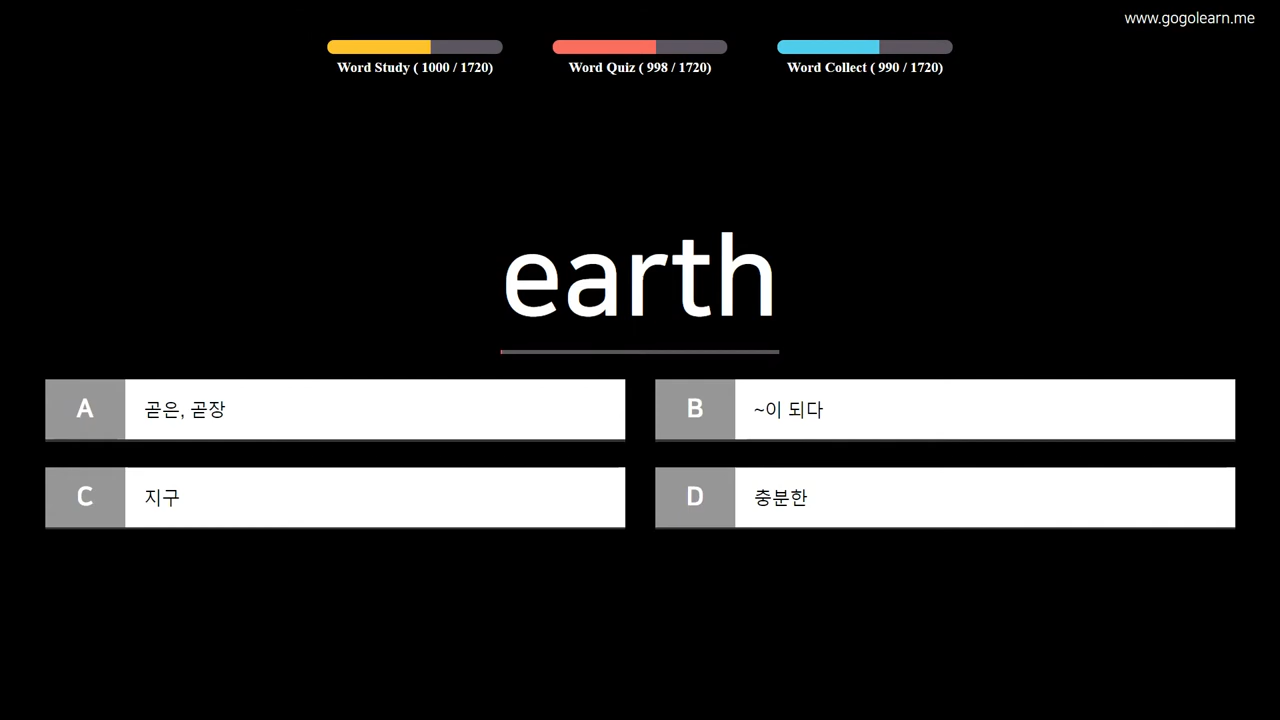 www.gogolearn.me
Word Study ( 1000 / 1720)
Word Quiz ( 998 / 1720)
Word Collect ( 990 / 1720)
earth
A 곧은, 곧장
B ~이 되다
C 지구
D 충분한